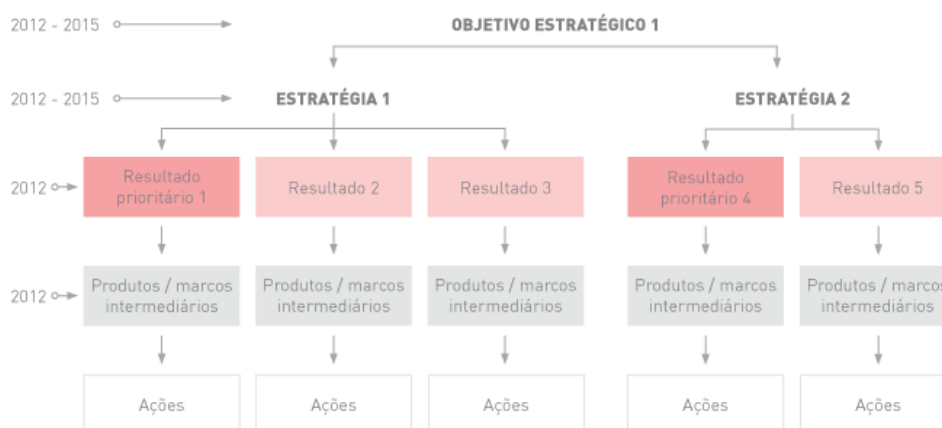 2012 - 2015 OBJETIVO ESTRATÉGICO 1
2012 - 2015 ESTRATÉGIA 1 ESTRATÉGIA 2
2012
Resultado
prioritário 1
Resultado 2
Resultado 3
Resultado
prioritário 4
Resultado 5
2012
Produtos / marcos
intermediários
Produtos / marcos
intermediários
Produtos / marcos
intermediários
Produtos / marcos
intermediários
Produtos / marcos
intermediários
Ações
Ações
Ações
Ações
Ações